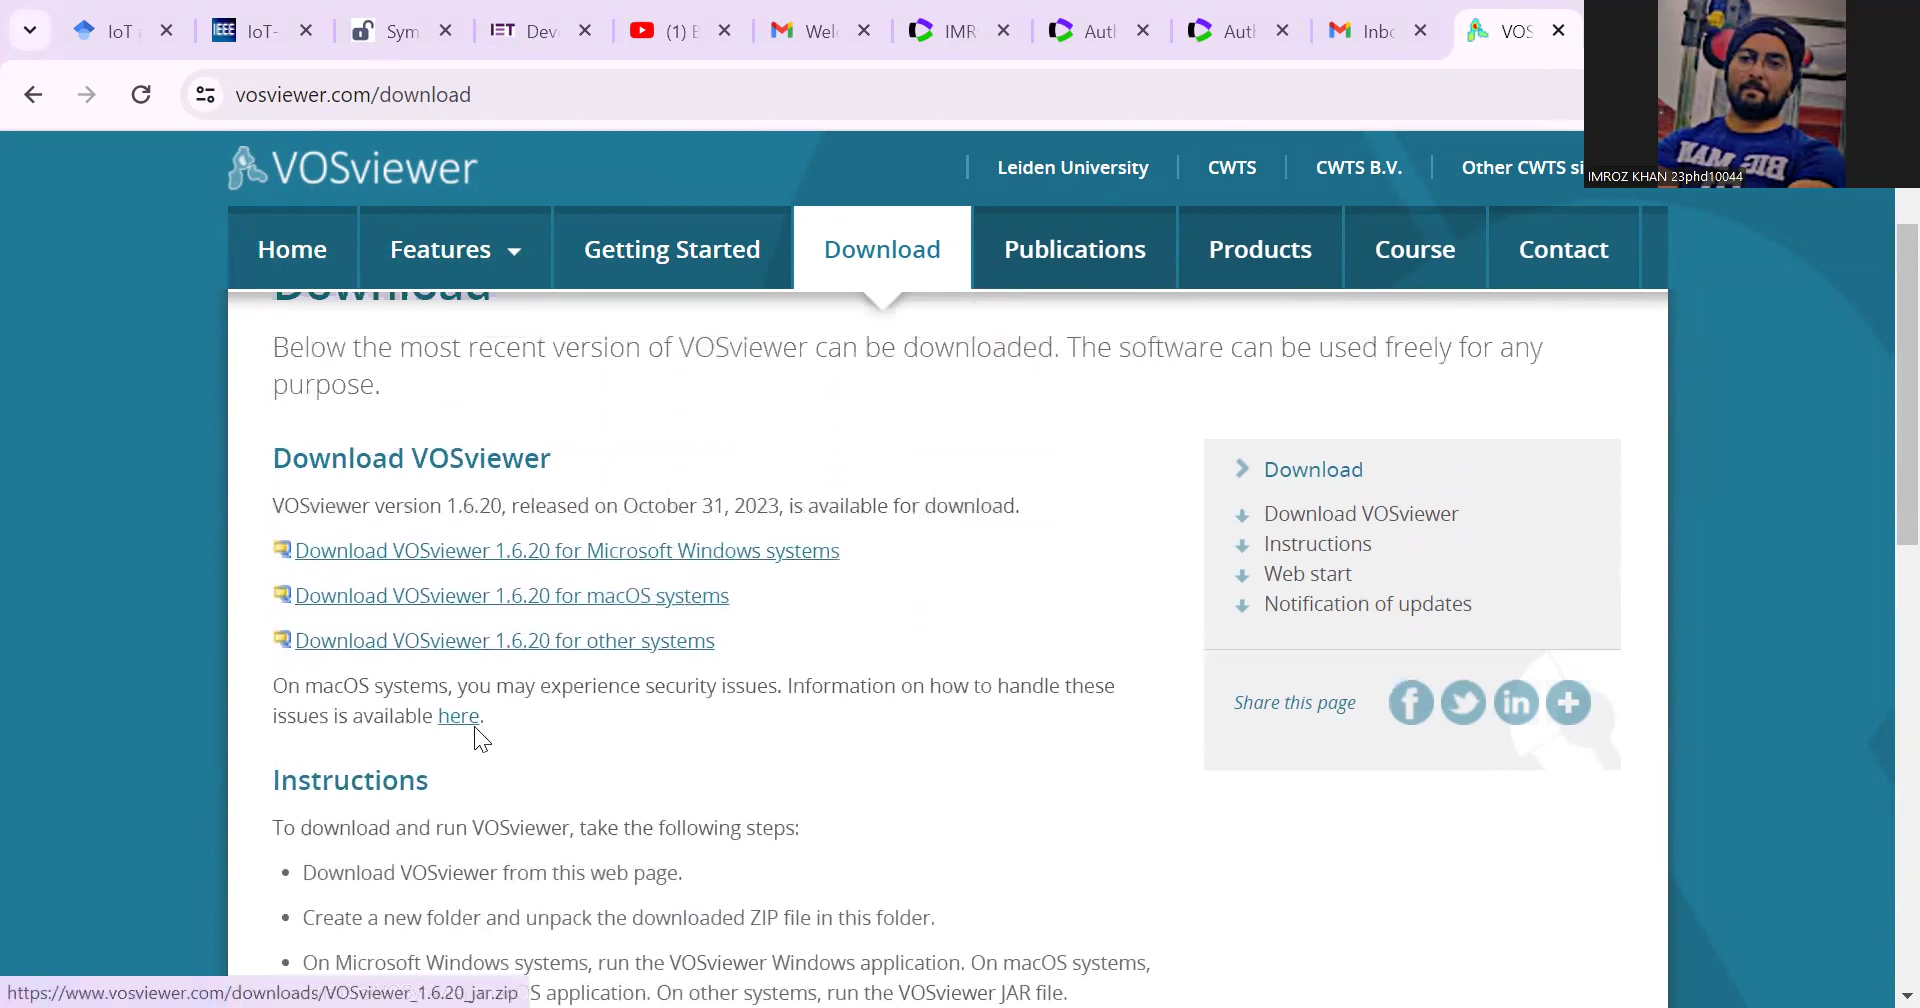 IoT
IoT-
Sym
IET Dev
(1) E
Wel
IMR
Autl
Autl
Inbo
VOS
vosviewer.com/download
VOSviewer
Leiden University
CWTS
CWTS B.V.
Other CWTS si
IMROZ KHAN 23phd10044
Home
Features
Getting Started
Download
Publications
Products
Course
Contact
Download
Below the most recent version of VOSviewer can be downloaded. The software can be used freely for any
purpose.
Download VOSviewer
VOSviewer version 1.6.20, released on October 31, 2023, is available for download.
Download VOSviewer 1.6.20 for Microsoft Windows systems
Download VOSviewer 1.6.20 for macOS systems
Download VOSviewer 1.6.20 for other systems
On macOS systems, you may experience security issues. Information on how to handle these
issues is available here.
Instructions
To download and run VOSviewer, take the following steps:
• Download VOSviewer from this web page.
• Create a new folder and unpack the downloaded ZIP file in this folder.
• On Microsoft Windows systems, run the VOSviewer Windows application. On macOS systems,
S application. On other systems, run the VOSviewer JAR file.
https://www.vosviewer.com/downloads/VOSviewer_1.6.20_jar.zip
Download
Download VOSviewer
Instructions
Web start
Notification of updates
Share this page